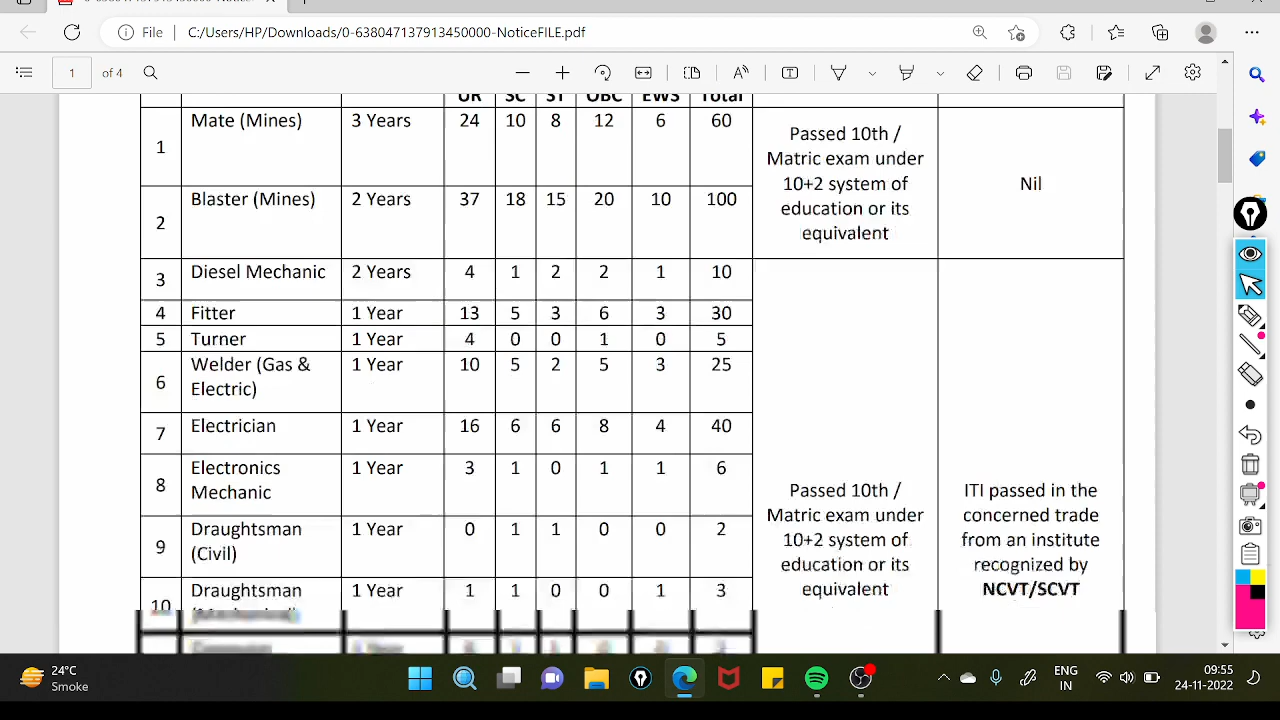 0-638047137913450000-Notice
File C:/Users/HP/Downloads/0-638047137913450000-NoticeFILE.pdf
1 of 4
UR SC ST OBC EWS Total
1 Mate (Mines) 3 Years 24 10 8 12 6 60
Passed 10th /
Matric exam under
10+2 system of
education or its
equivalent
Nil
2 Blaster (Mines) 2 Years 37 18 15 20 10 100
3 Diesel Mechanic 2 Years 4 1 2 2 1 10
4 Fitter 1 Year 13 5 3 6 3 30
5 Turner 1 Year 4 0 0 1 0 5
6 Welder (Gas &
Electric) 1 Year 10 5 2 5 3 25
7 Electrician 1 Year 16 6 6 8 4 40
8 Electronics
Mechanic 1 Year 3 1 0 1 1 6
9 Draughtsman
(Civil) 1 Year 0 1 1 0 0 2
10 Draughtsman
(Mechanical) 1 Year 1 1 0 0 1 3
Passed 10th /
Matric exam under
10+2 system of
education or its
equivalent
ITI passed in the
concerned trade
from an institute
recognized by
NCVT/SCVT
24°C
Smoke
ENG
IN
09:55
24-11-2022